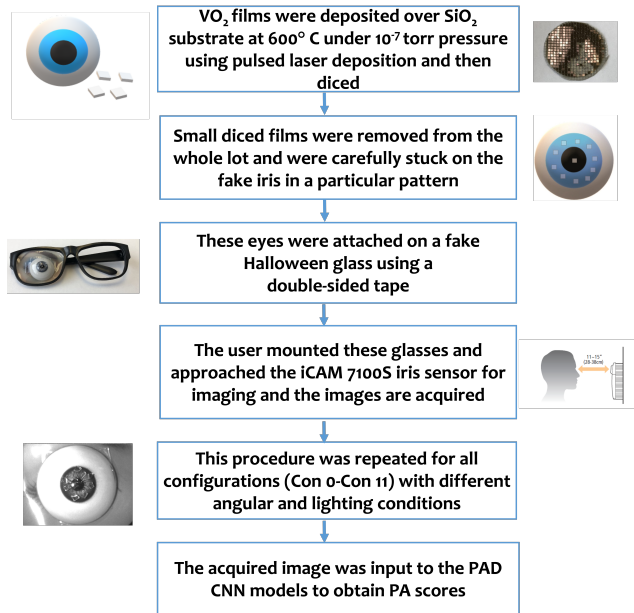 VO₂ films were deposited over SiO₂
substrate at 600° C under 10⁻⁷ torr pressure
using pulsed laser deposition and then
diced
Small diced films were removed from the
whole lot and were carefully stuck on the
fake iris in a particular pattern
These eyes were attached on a fake
Halloween glass using a
double-sided tape
The user mounted these glasses and
approached the iCAM 7100S iris sensor for
imaging and the images are acquired
11–15"
(28-38cm)
This procedure was repeated for all
configurations (Con 0-Con 11) with different
angular and lighting conditions
The acquired image was input to the PAD
CNN models to obtain PA scores